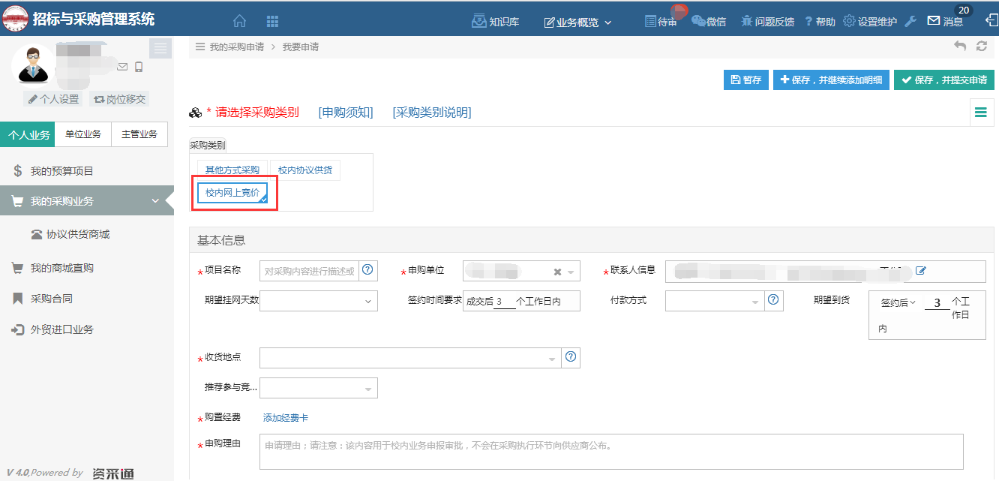 招标与采购管理系统
知识库 业务概览 待审 微信 问题反馈 ? 帮助 设置维护 消息 20
我的采购申请 > 我要申请
个人设置 岗位移交
暂存 保存，并继续添加明细 保存，并提交申请
* 请选择采购类别 [申购须知] [采购类别说明]
个人业务 单位业务 主管业务
采购类别
其他方式采购 校内协议供货
校内网上竞价
$ 我的预算项目
我的采购业务
协议供货商城
我的商城直购
采购合同
外贸进口业务
基本信息
*项目名称 对采购内容进行描述或 *申购单位 *联系人信息
期望挂网天数 签约时间要求 成交后 3 个工作日内 付款方式 期望到货 签约后 3 个工
作日
内
*收货地点
推荐参与竞...
*购置经费 添加经费卡
*申购理由 申请理由；请注意：该内容用于校内业务申报审批，不会在采购执行环节向供应商公布。
V 4.0,Powered by 资采通